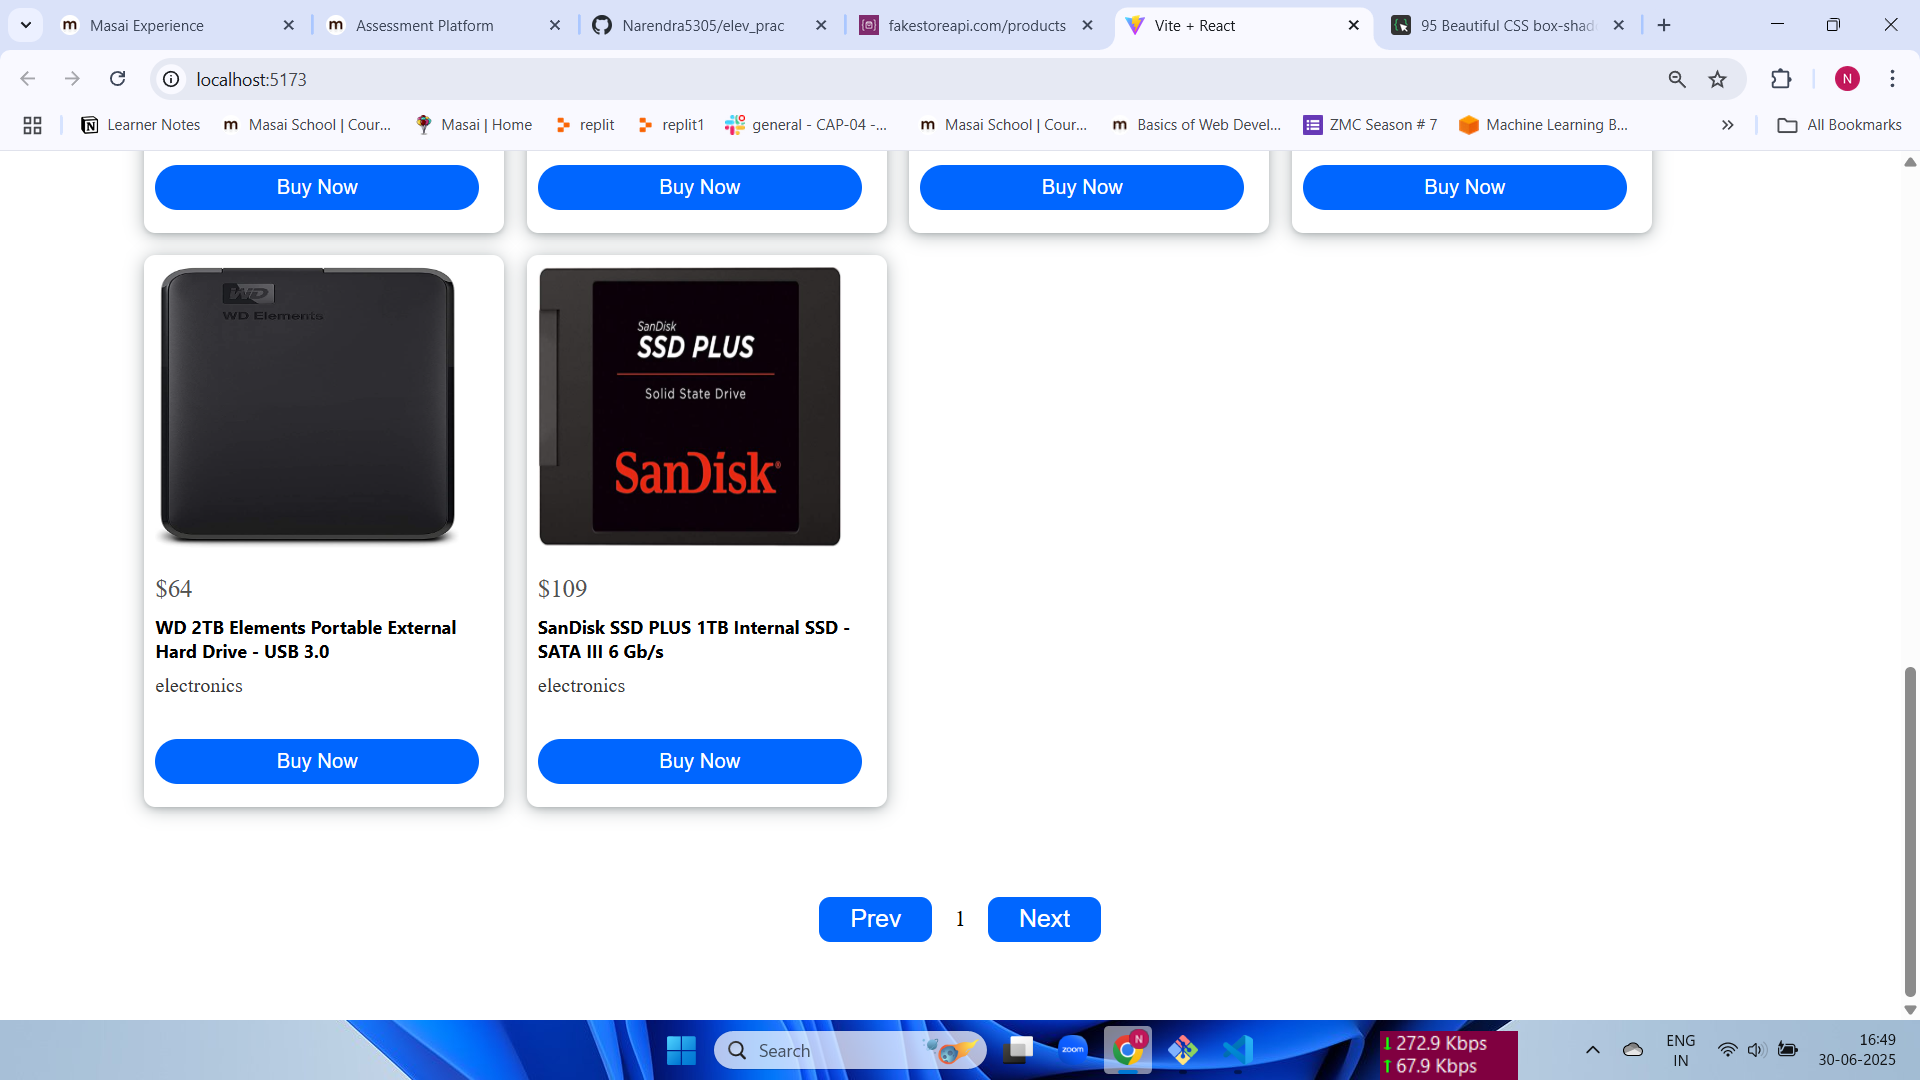 Masai Experience
Assessment Platform
Narendra5305/elev_prac
fakestoreapi.com/products
Vite + React
95 Beautiful CSS box-shad
localhost:5173
N
Learner Notes
Masai School | Cour...
Masai | Home
replit
replit1
general - CAP-04 -...
Masai School | Cour...
Basics of Web Devel...
ZMC Season # 7
Machine Learning B...
All Bookmarks
Buy Now
Buy Now
Buy Now
Buy Now
WD
WD Elements
SanDisk
SSD PLUS
Solid State Drive
SanDisk
$64
WD 2TB Elements Portable External
Hard Drive - USB 3.0
electronics
Buy Now
$109
SanDisk SSD PLUS 1TB Internal SSD -
SATA III 6 Gb/s
electronics
Buy Now
Prev 1 Next
Search
zoom
N
272.9 Kbps
67.9 Kbps
ENG
IN
16:49
30-06-2025